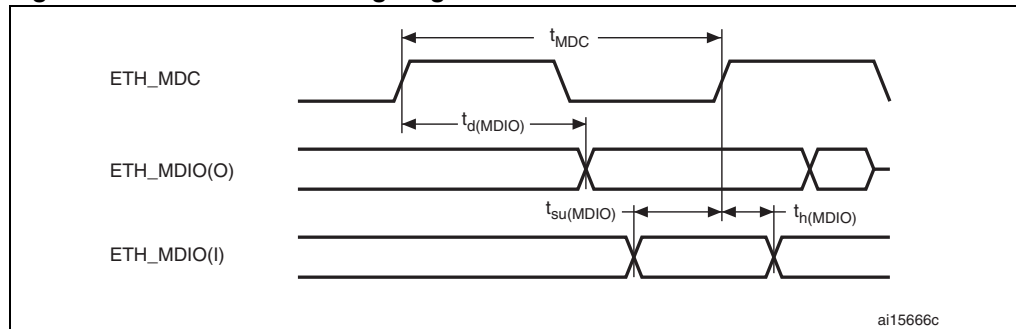 t_MDC
ETH_MDC
t_d(MDIO)
ETH_MDIO(O)
t_su(MDIO) t_h(MDIO)
ETH_MDIO(I)
ai15666c